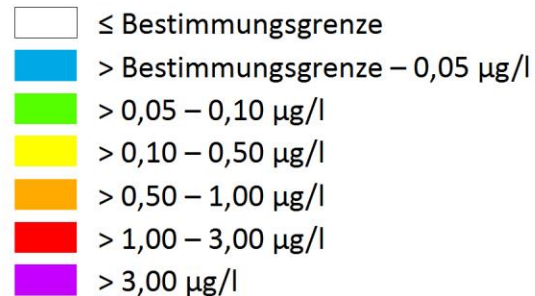 ≤ Bestimmungsgrenze
> Bestimmungsgrenze – 0,05 µg/l
> 0,05 – 0,10 µg/l
> 0,10 – 0,50 µg/l
> 0,50 – 1,00 µg/l
> 1,00 – 3,00 µg/l
> 3,00 µg/l